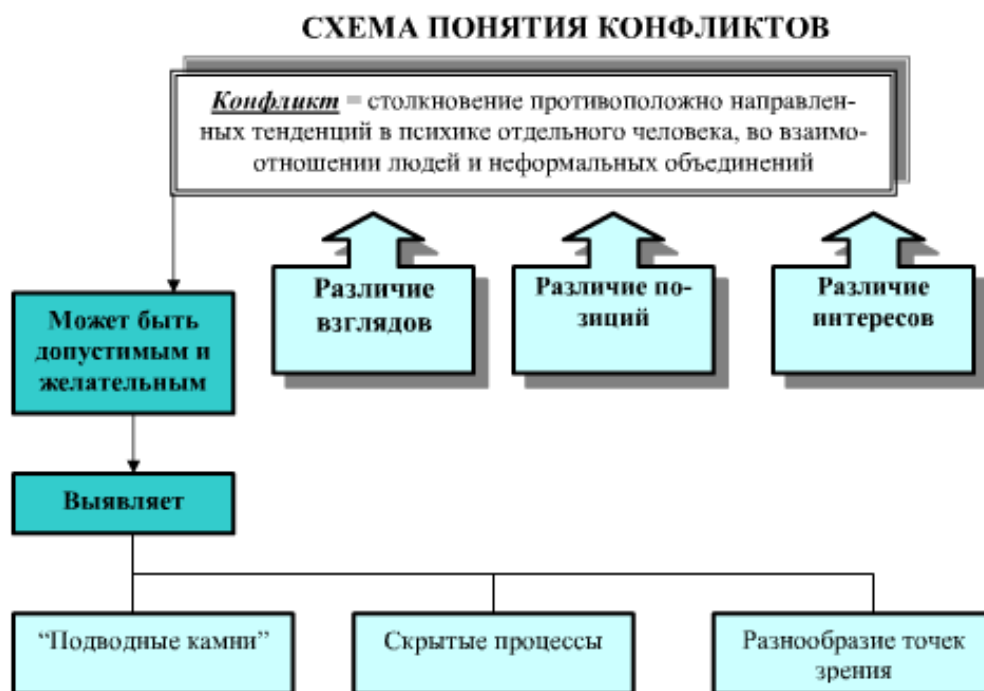 СХЕМА ПОНЯТИЯ КОНФЛИКТОВ
Конфликт = столкновение противоположно направлен-
ных тенденций в психике отдельного человека, во взаимо-
отношении людей и неформальных объединений
Различие
взглядов
Различие по-
зиций
Различие
интересов
Может быть
допустимым и
желательным
Выявляет
“Подводные камни”
Скрытые процессы
Разнообразие точек
зрения